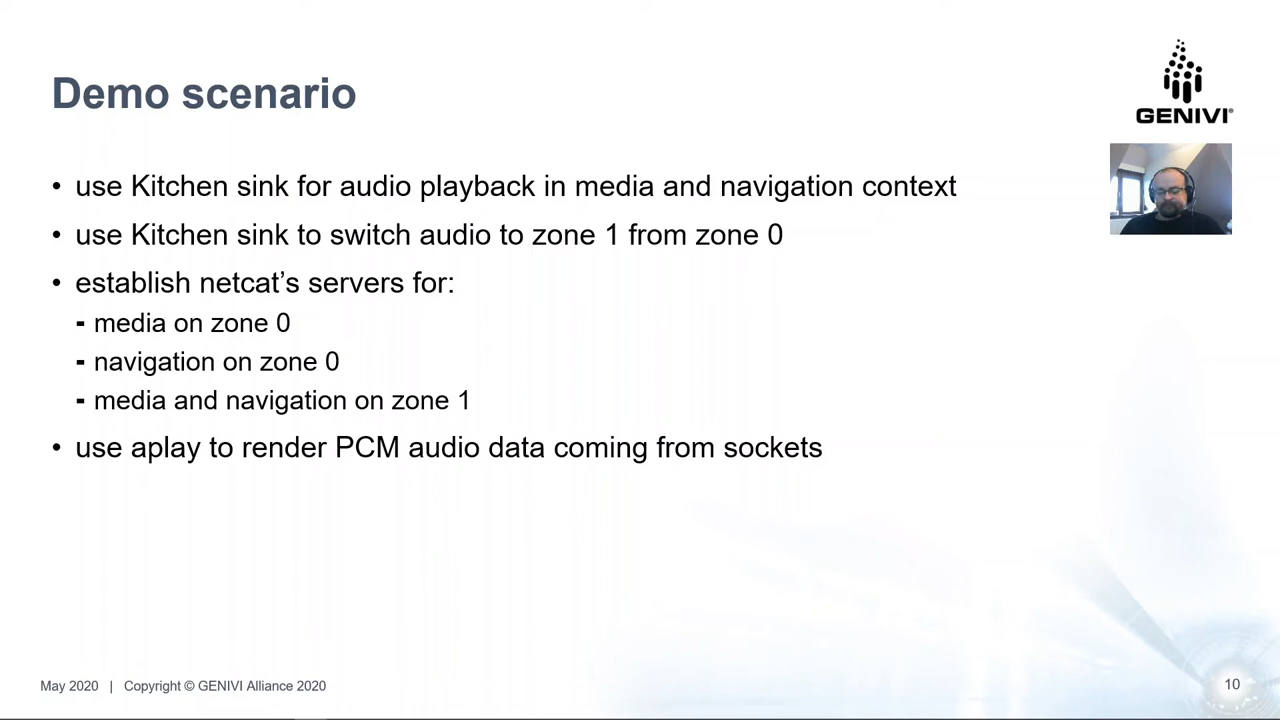 Demo scenario
GENIVI®
• use Kitchen sink for audio playback in media and navigation context
• use Kitchen sink to switch audio to zone 1 from zone 0
• establish netcat’s servers for:
- media on zone 0
- navigation on zone 0
- media and navigation on zone 1
• use aplay to render PCM audio data coming from sockets
May 2020 | Copyright © GENIVI Alliance 2020
10